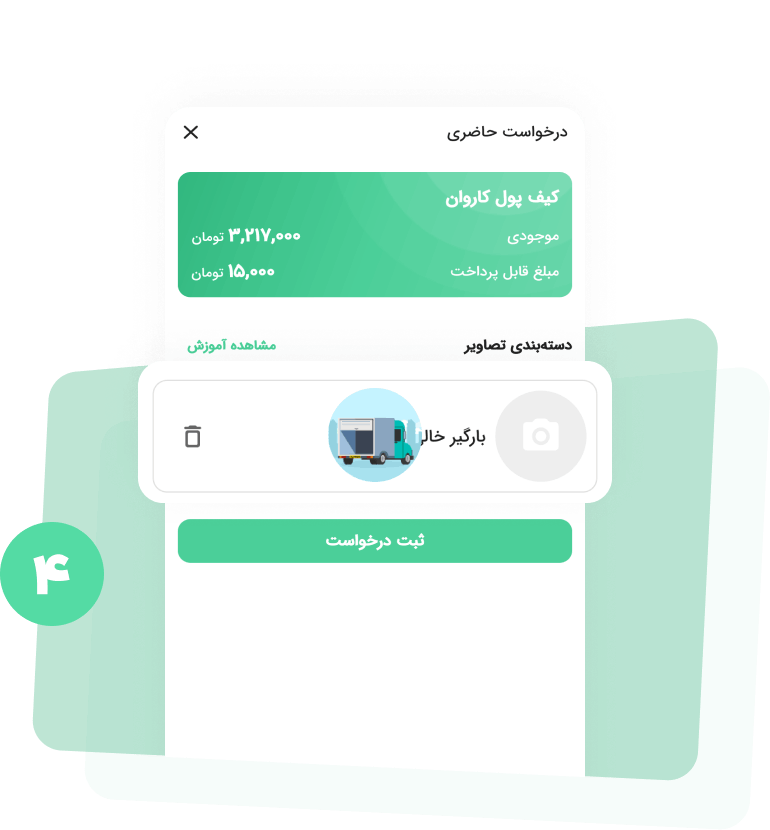 درخواست حاضری
کیف پول کاروان
موجودی ۳,۲۱۷,۰۰۰ تومان
مبلغ قابل پرداخت ۱۵,۰۰۰ تومان
دسته‌بندی تصاویر مشاهده آموزش
بارگیر
ثبت درخواست
۴